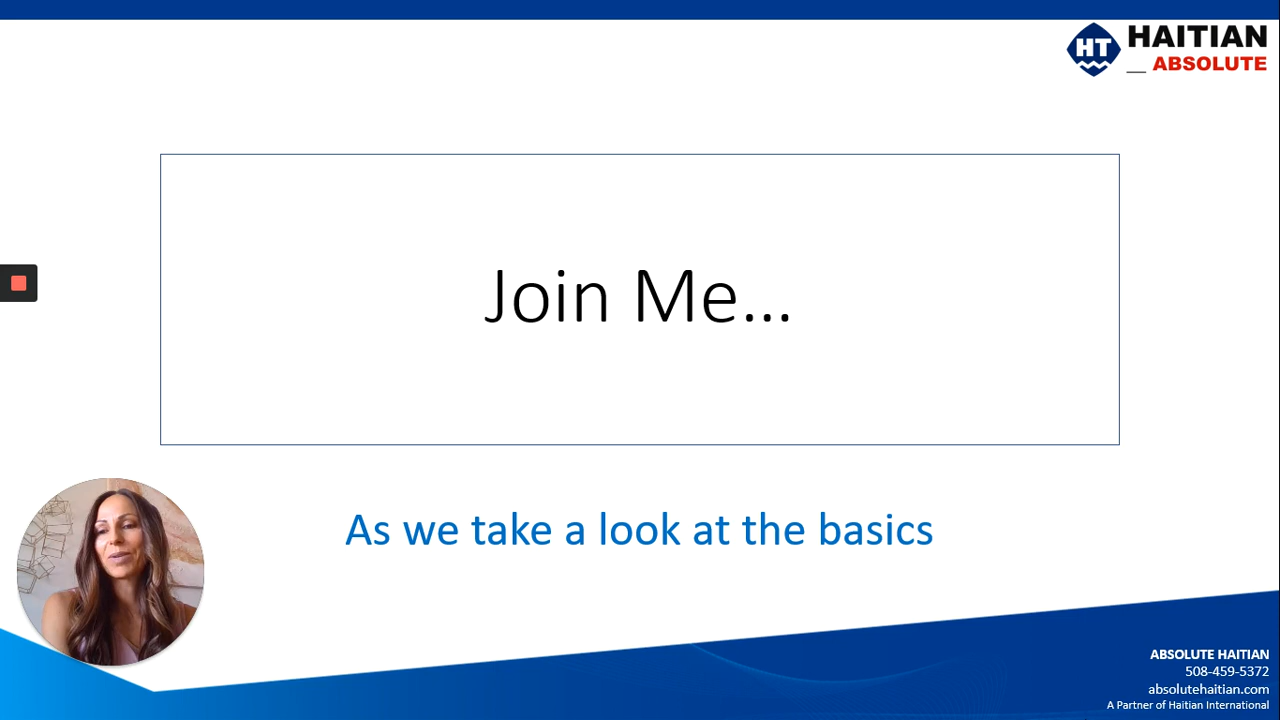 HT
HAITIAN
ABSOLUTE
Join Me...
As we take a look at the basics
ABSOLUTE HAITIAN
508-459-5372
absolutehaitian.com
A Partner of Haitian International